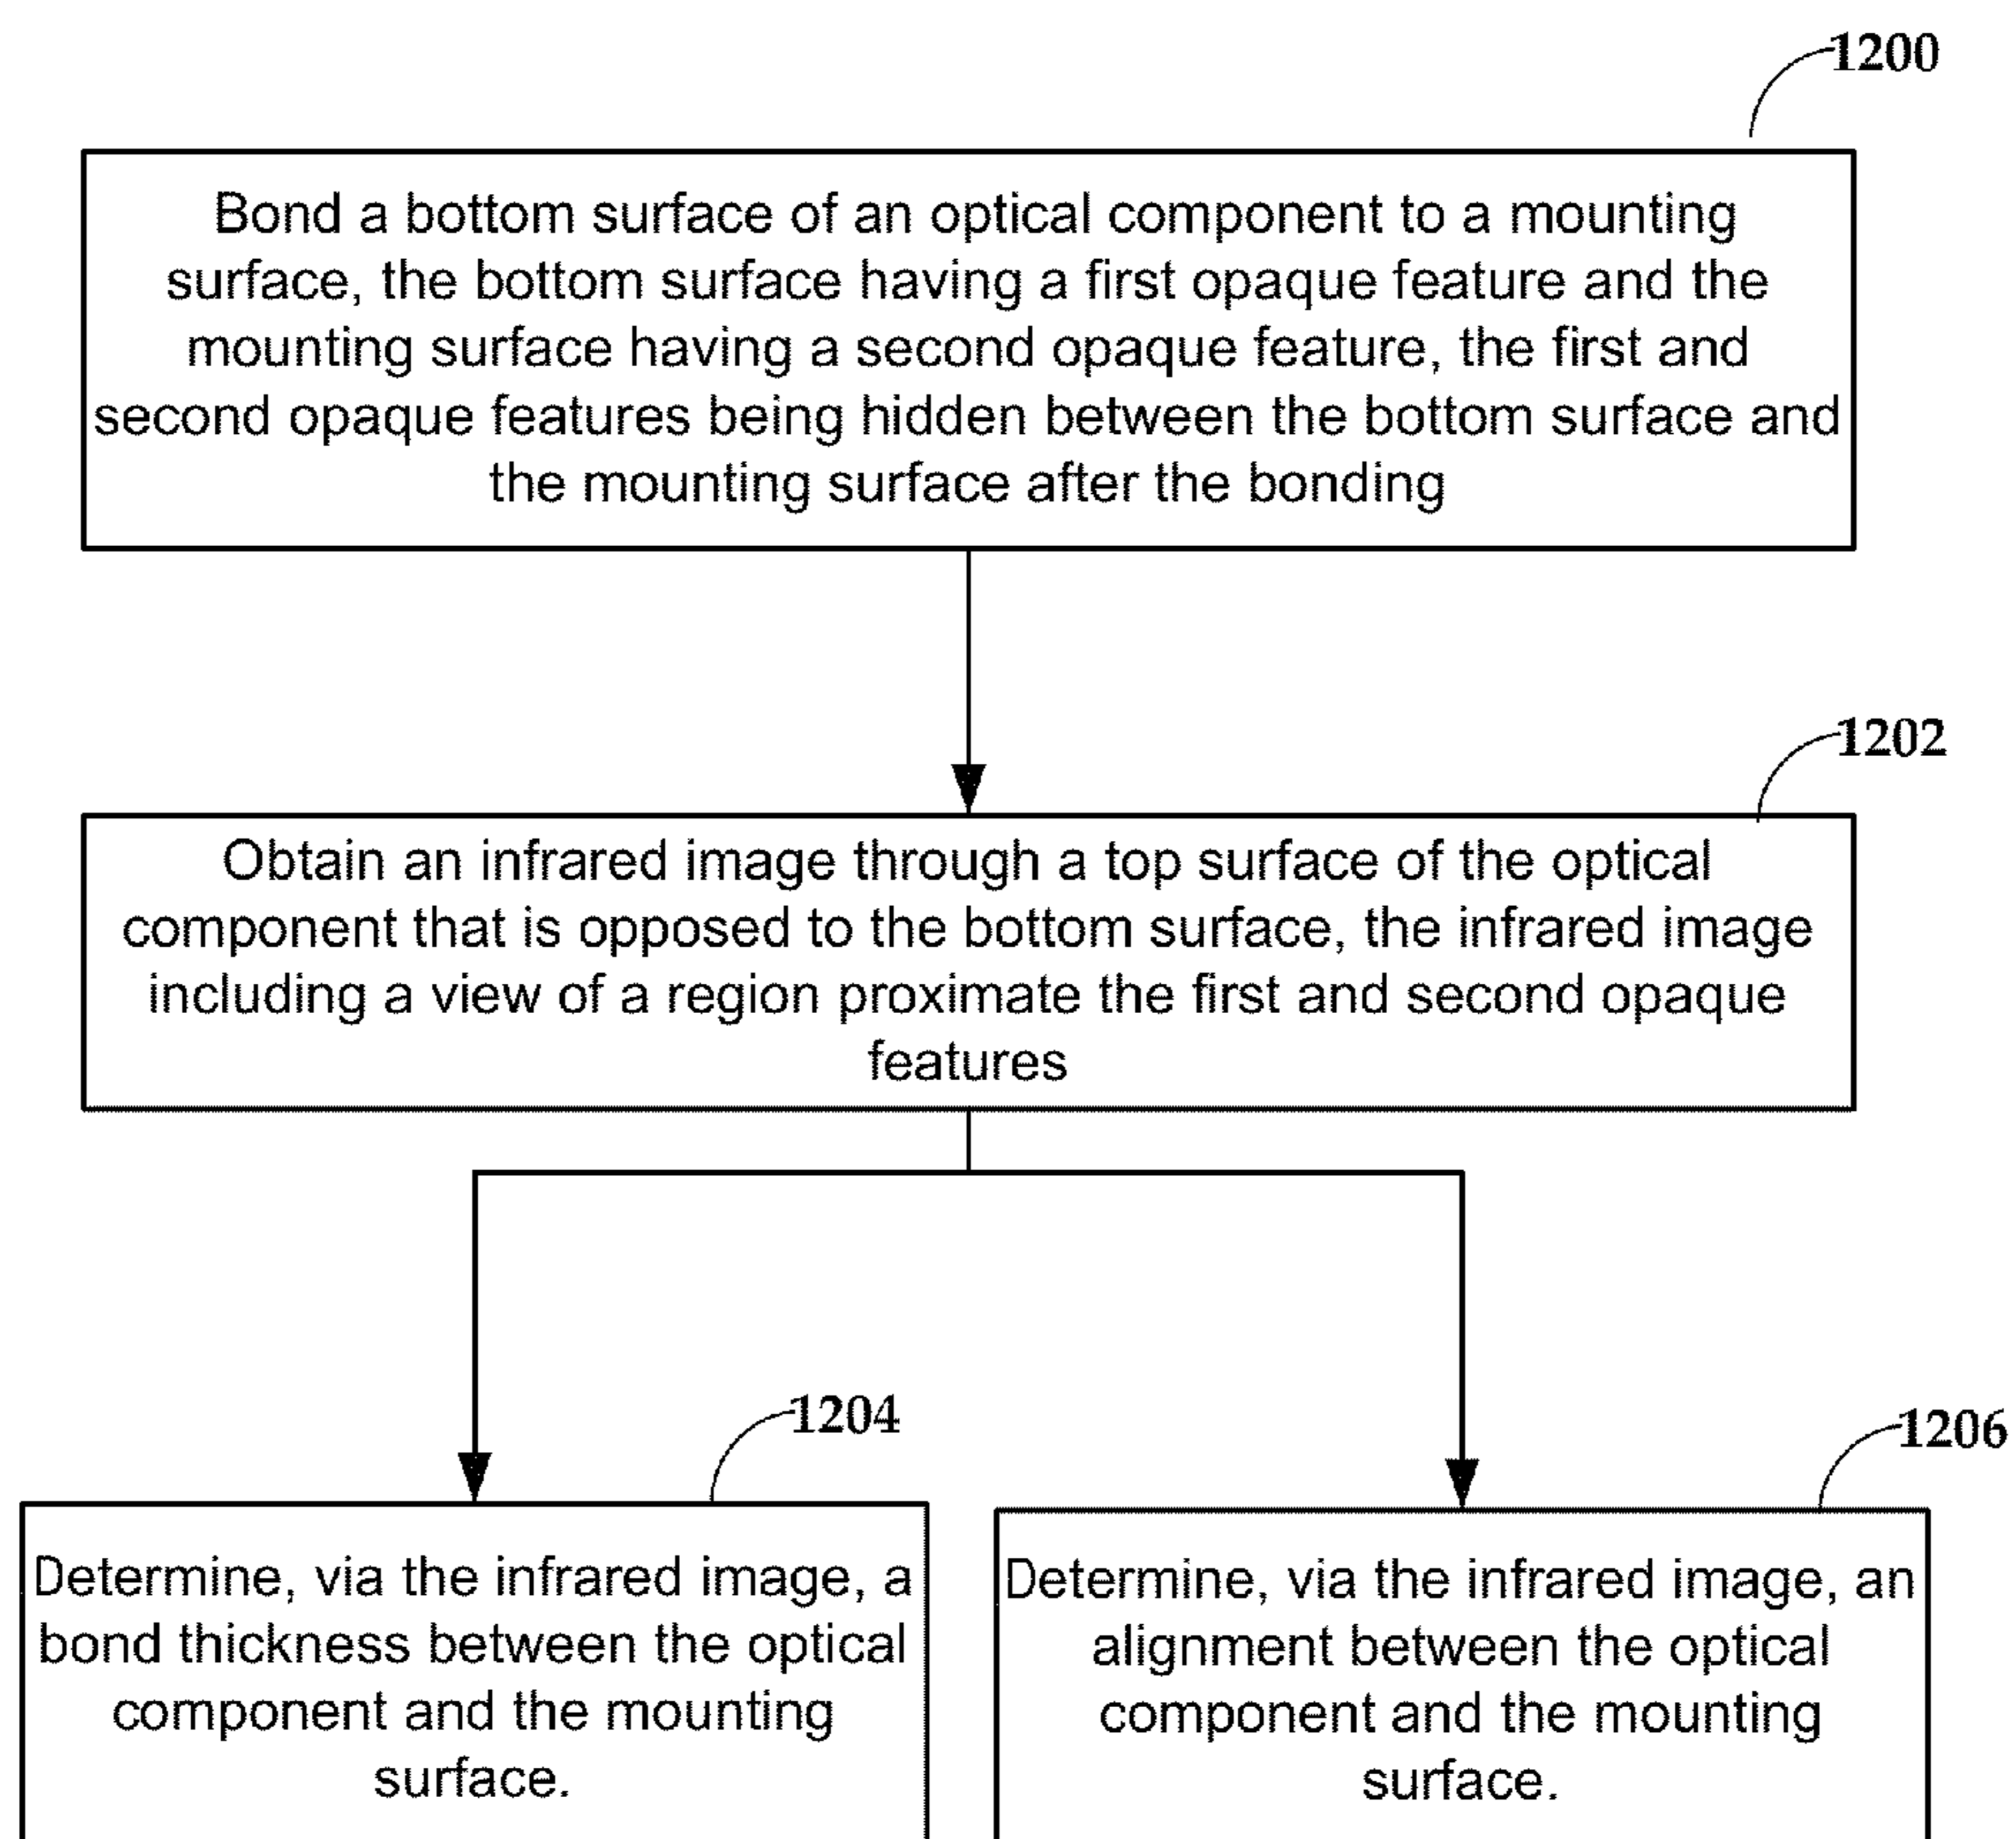 1200
Bond a bottom surface of an optical component to a mounting
surface, the bottom surface having a first opaque feature and the
mounting surface having a second opaque feature, the first and
second opaque features being hidden between the bottom surface and
the mounting surface after the bonding
1202
Obtain an infrared image through a top surface of the optical
component that is opposed to the bottom surface, the infrared image
including a view of a region proximate the first and second opaque
features
1204
Determine, via the infrared image, a
bond thickness between the optical
component and the mounting
surface.
1206
Determine, via the infrared image, an
alignment between the optical
component and the mounting
surface.